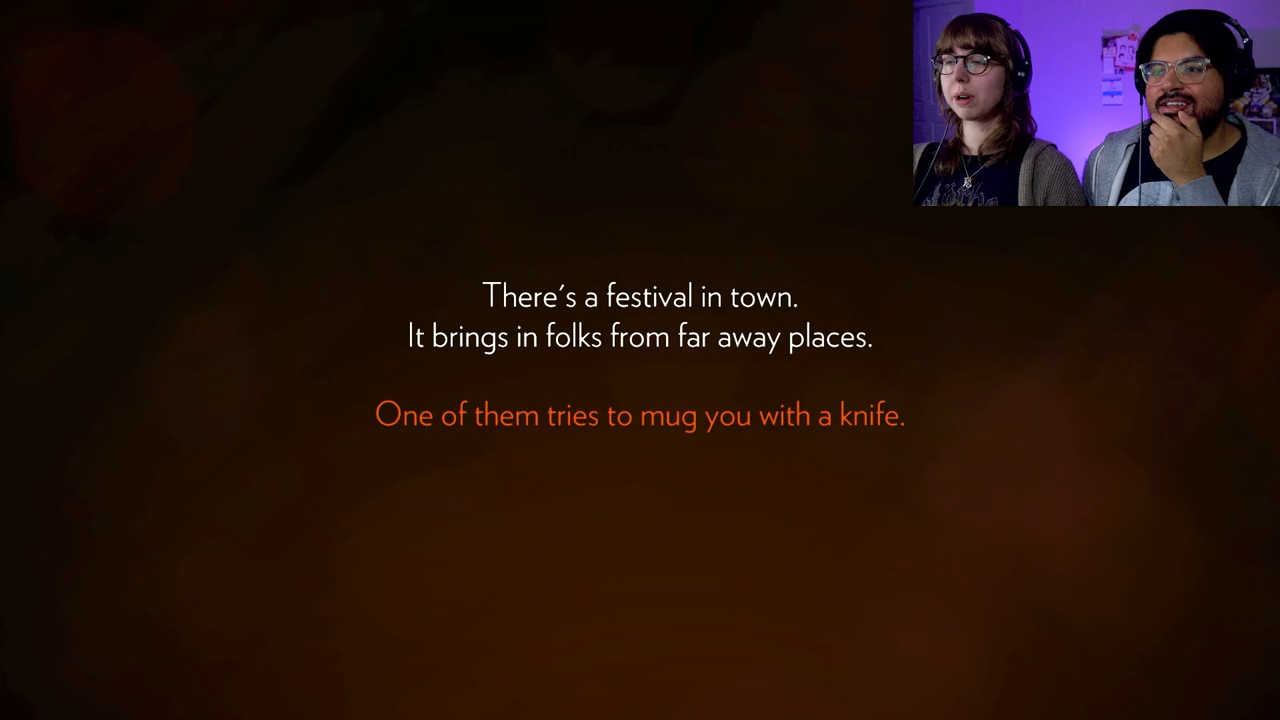 There's a festival in town.
It brings in folks from far away places.
One of them tries to mug you with a knife.